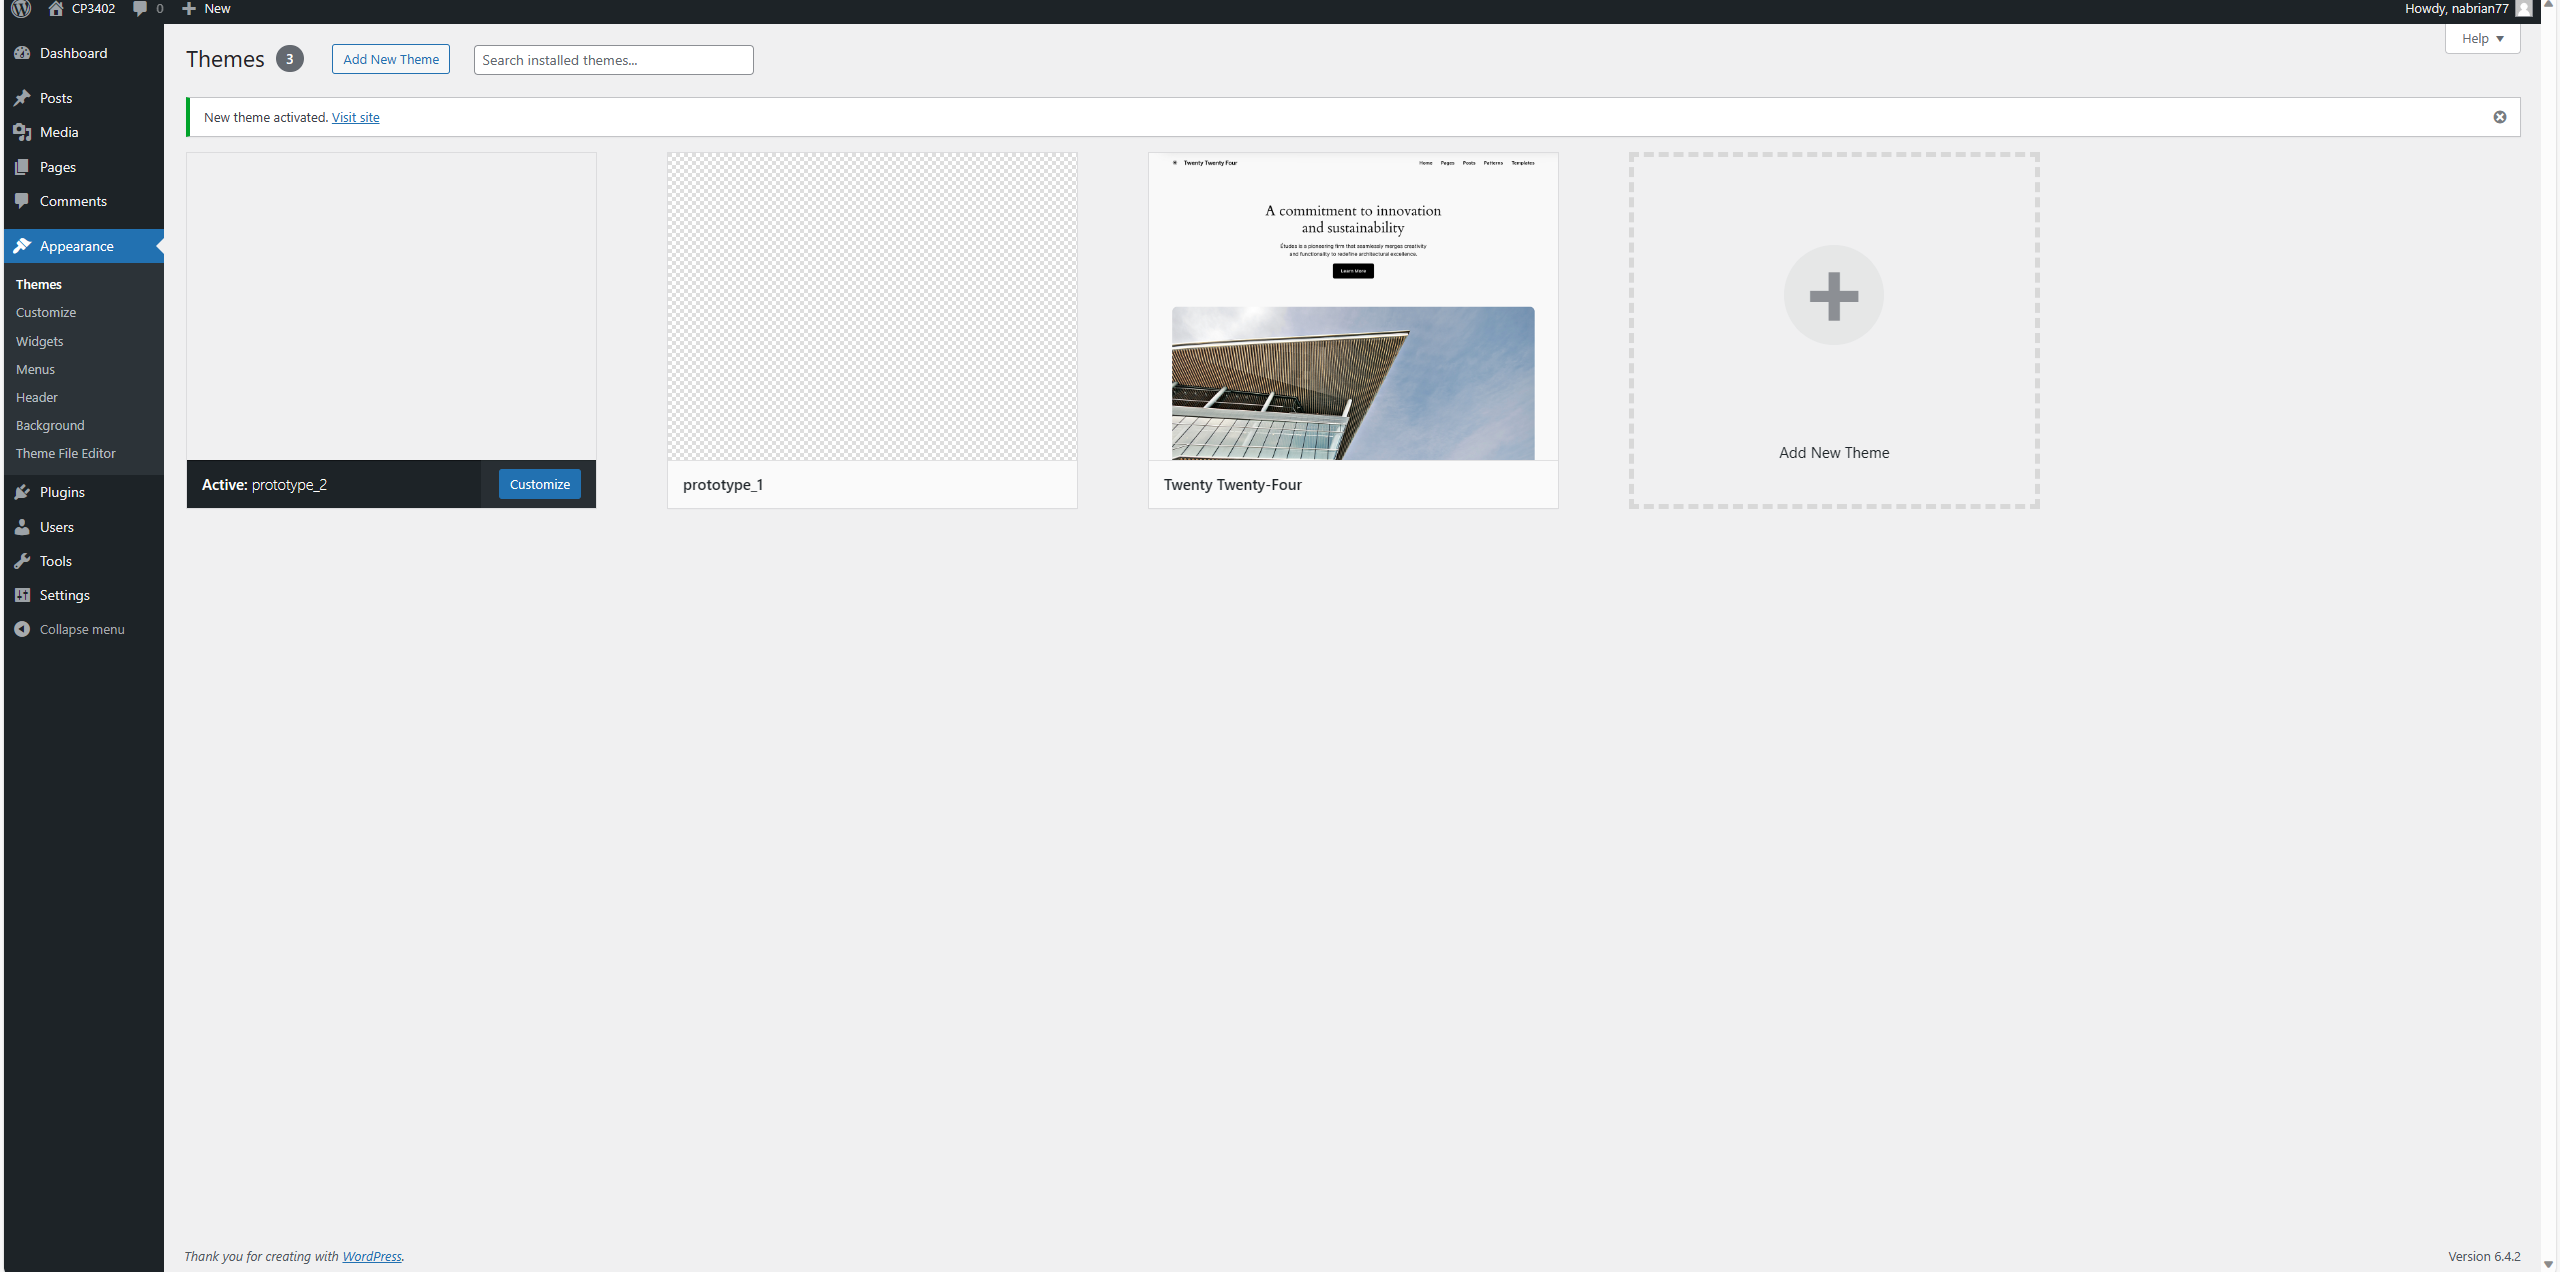 CP3402
0
New
Howdy, nabrian77
Dashboard
Posts
Media
Pages
Comments
Appearance
Themes
Customize
Widgets
Menus
Header
Background
Theme File Editor
Plugins
Users
Tools
Settings
Collapse menu
Themes 3
Add New Theme
Search installed themes...
Help
New theme activated. Visit site
Active: prototype_2
Customize
prototype_1
Twenty Twenty Four
Home Pages Posts Patterns Templates
A commitment to innovation
and sustainability
Études is a pioneering firm that seamlessly merges creativity
and functionality to redefine architectural excellence.
Learn More
Twenty Twenty-Four
Add New Theme
Thank you for creating with WordPress.
Version 6.4.2